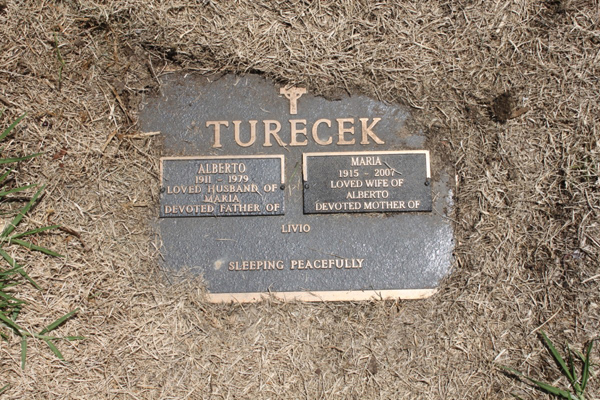 TURECEK
ALBERTO
1911 - 1979
LOVED HUSBAND OF
MARIA
DEVOTED FATHER OF
MARIA
1915 - 2007
LOVED WIFE OF
ALBERTO
DEVOTED MOTHER OF
LIVIO
SLEEPING PEACEFULLY